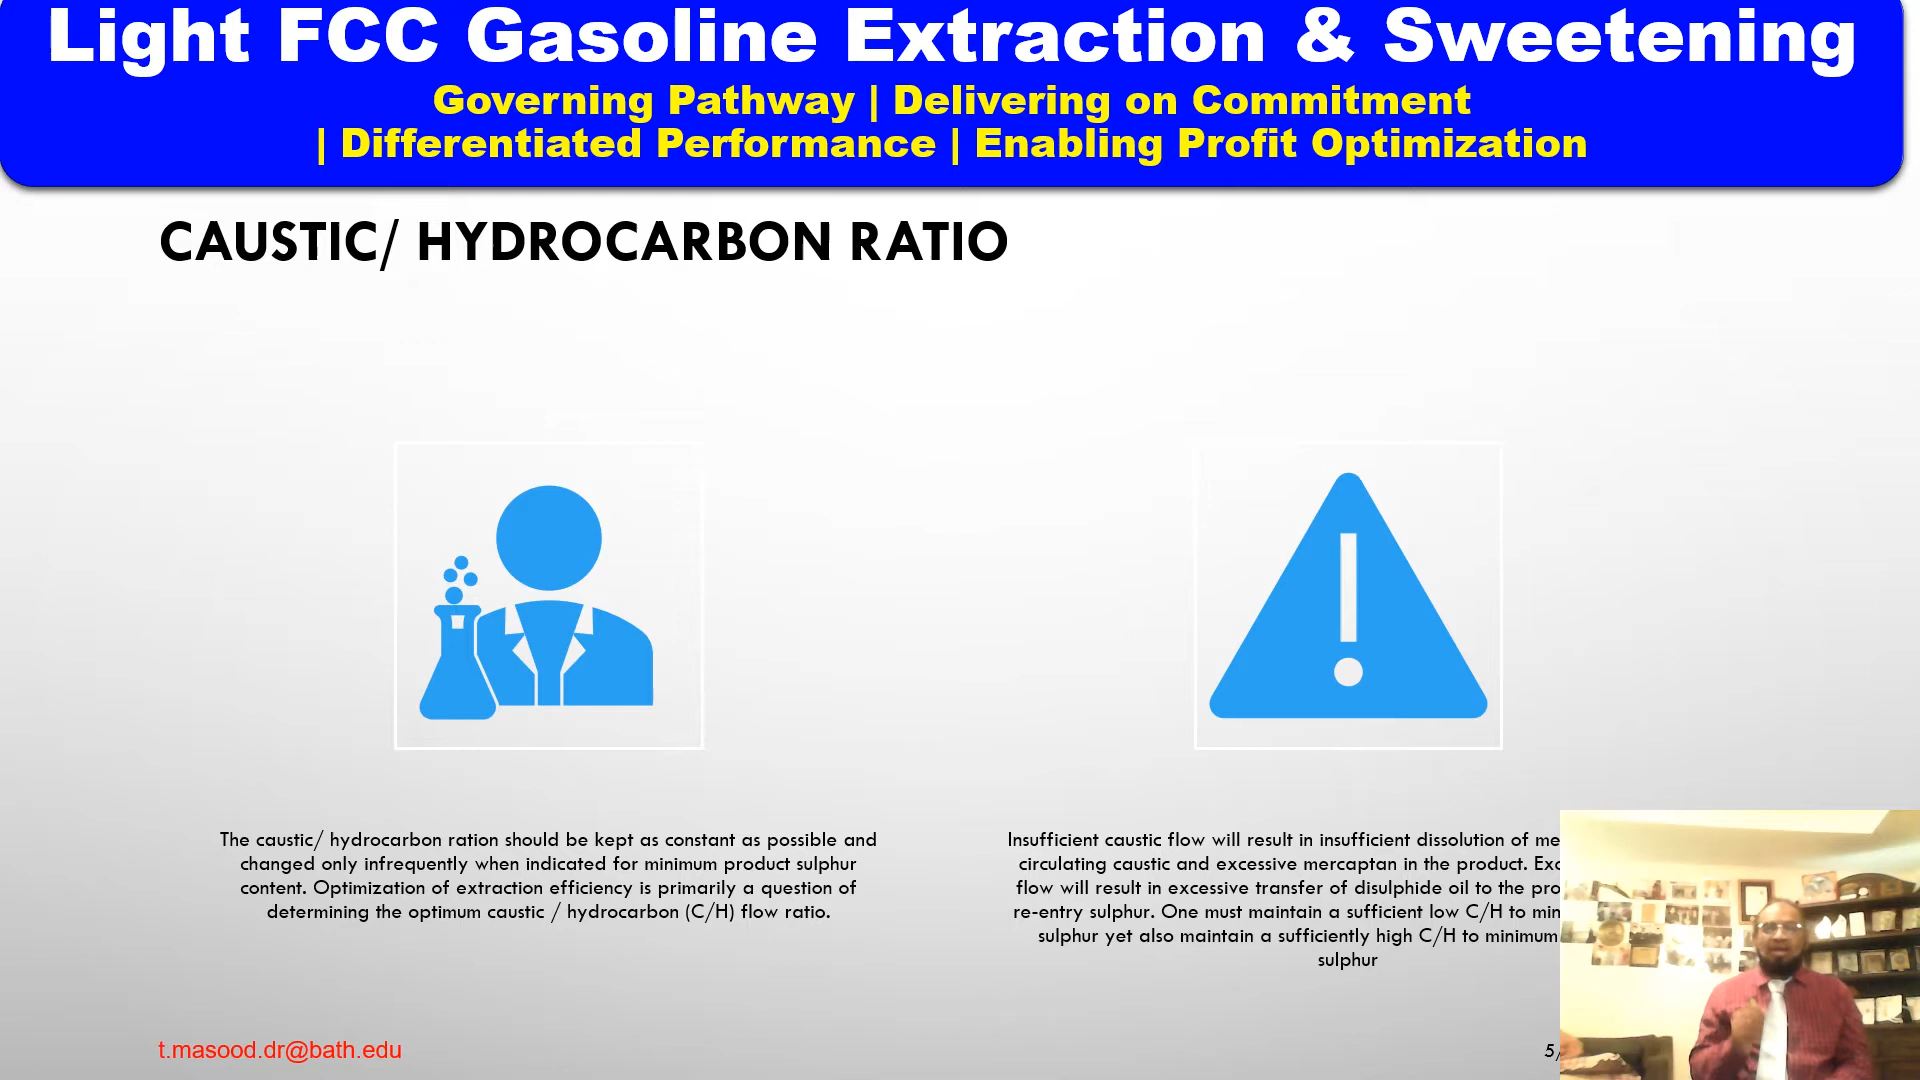 Light FCC Gasoline Extraction & Sweetening
Governing Pathway | Delivering on Commitment
| Differentiated Performance | Enabling Profit Optimization
CAUSTIC/ HYDROCARBON RATIO
The caustic/ hydrocarbon ration should be kept as constant as possible and
changed only infrequently when indicated for minimum product sulphur
content. Optimization of extraction efficiency is primarily a question of
determining the optimum caustic / hydrocarbon (C/H) flow ratio.
Insufficient caustic flow will result in insufficient dissolution of
circulating caustic and excessive mercaptan in the product.
flow will result in excessive transfer of disulphide oil to the
re-entry sulphur. One must maintain a sufficient low C/H to
sulphur yet also maintain a sufficiently high C/H to minimum
sulphur
t.masood.dr@bath.edu
5/